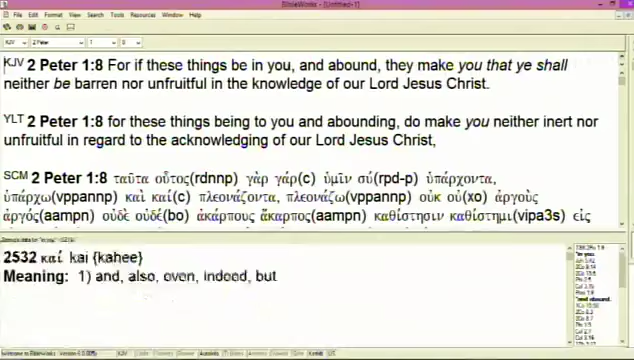 BibleWorks - [Untitled-1]
File Edit Format View Search Tools Resources Window Help
KJV 2 Peter 1 8
KJV 2 Peter 1:8 For if these things be in you, and abound, they make you that ye shall
neither be barren nor unfruitful in the knowledge of our Lord Jesus Christ.
YLT 2 Peter 1:8 for these things being to you and abounding, do make you neither inert nor
unfruitful in regard to the acknowledging of our Lord Jesus Christ,
SCM 2 Peter 1:8 ταῦτα οὗτος(rdnnp) γὰρ γάρ(c) ὑμῖν σύ(rpd-p) ὑπάρχοντα,
ὑπάρχω(vppannp) καὶ καί(c) πλεονάζοντα, πλεονάζω(vppannp) οὐκ οὐ(xo) ἀργοὺς
ἀργός(aampn) οὐδὲ οὐδέ(bo) ἀκάρπους ἄκαρπος(aampn) καθίστησιν καθίστημι(vipa3s) εἰς
2532 καί kai {kahee}
Meaning: 1) and, also, even, indeed, but